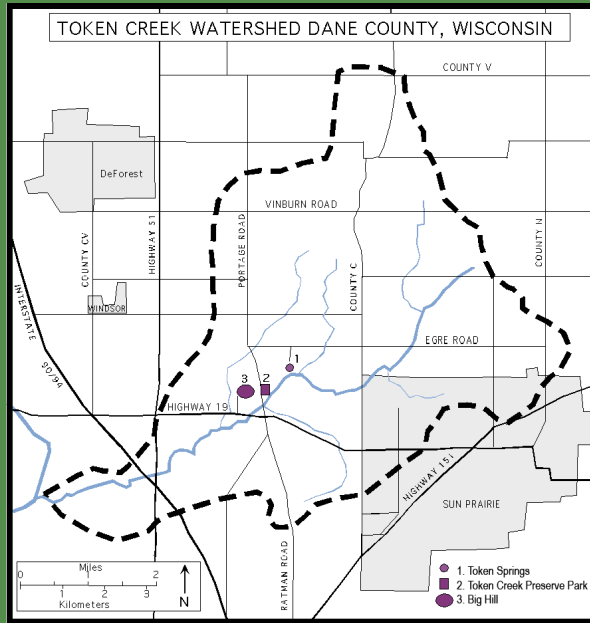 TOKEN CREEK WATERSHED DANE COUNTY, WISCONSIN
COUNTY V
DeForest
VINBURN ROAD
COUNTY CV
HIGHWAY 51
PORTAGE ROAD
COUNTY C
COUNTY N
INTERSTATE 90/94
WINDSOR
EGRE ROAD
1
3
2
HIGHWAY 19
HIGHWAY 151
SUN PRAIRIE
RATMAN ROAD
Miles
0 1 2
0 1 2 3
Kilometers
N
1. Token Springs
2. Token Creek Preserve Park
3. Big Hill